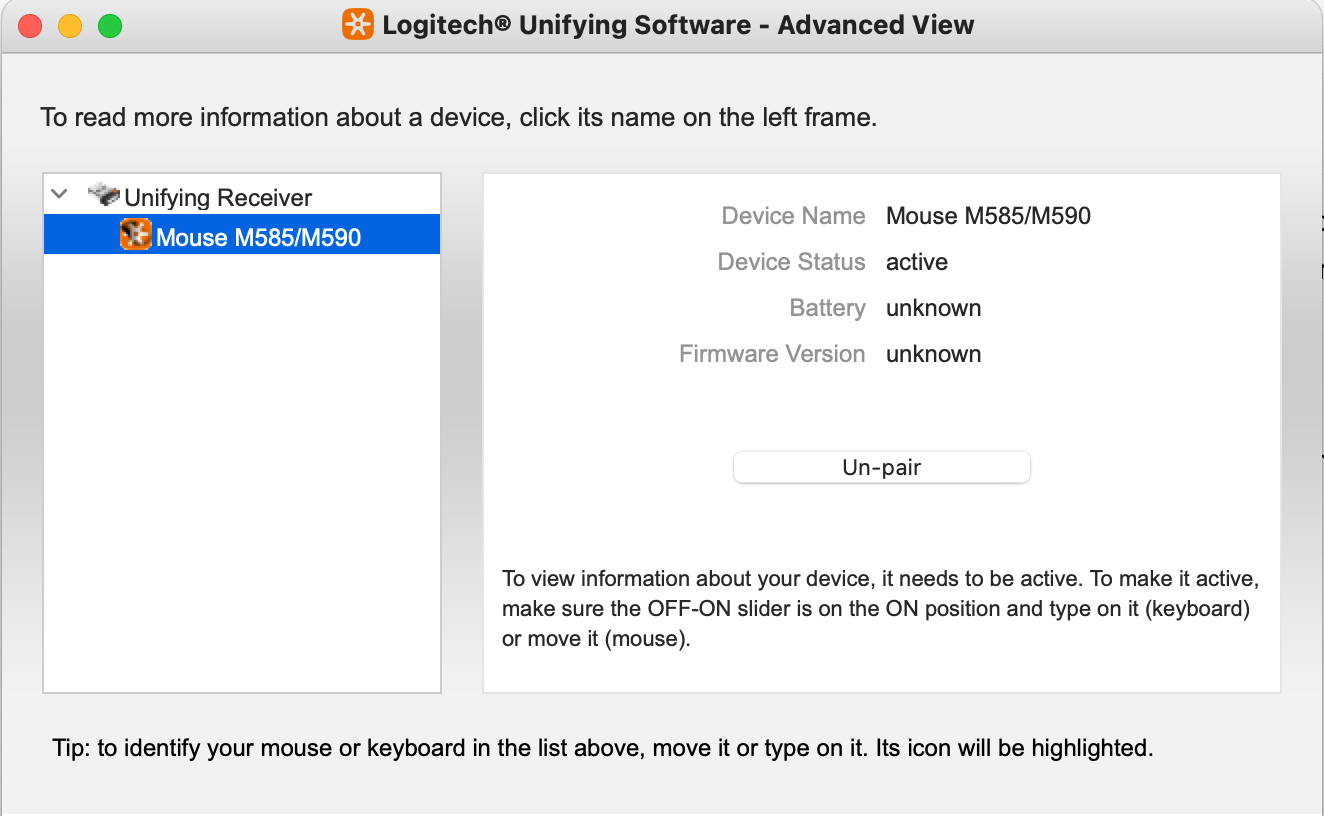 Logitech® Unifying Software - Advanced View
To read more information about a device, click its name on the left frame.
Unifying Receiver
Mouse M585/M590
Device Name Mouse M585/M590
Device Status active
Battery unknown
Firmware Version unknown
Un-pair
To view information about your device, it needs to be active. To make it active,
make sure the OFF-ON slider is on the ON position and type on it (keyboard)
or move it (mouse).
Tip: to identify your mouse or keyboard in the list above, move it or type on it. Its icon will be highlighted.